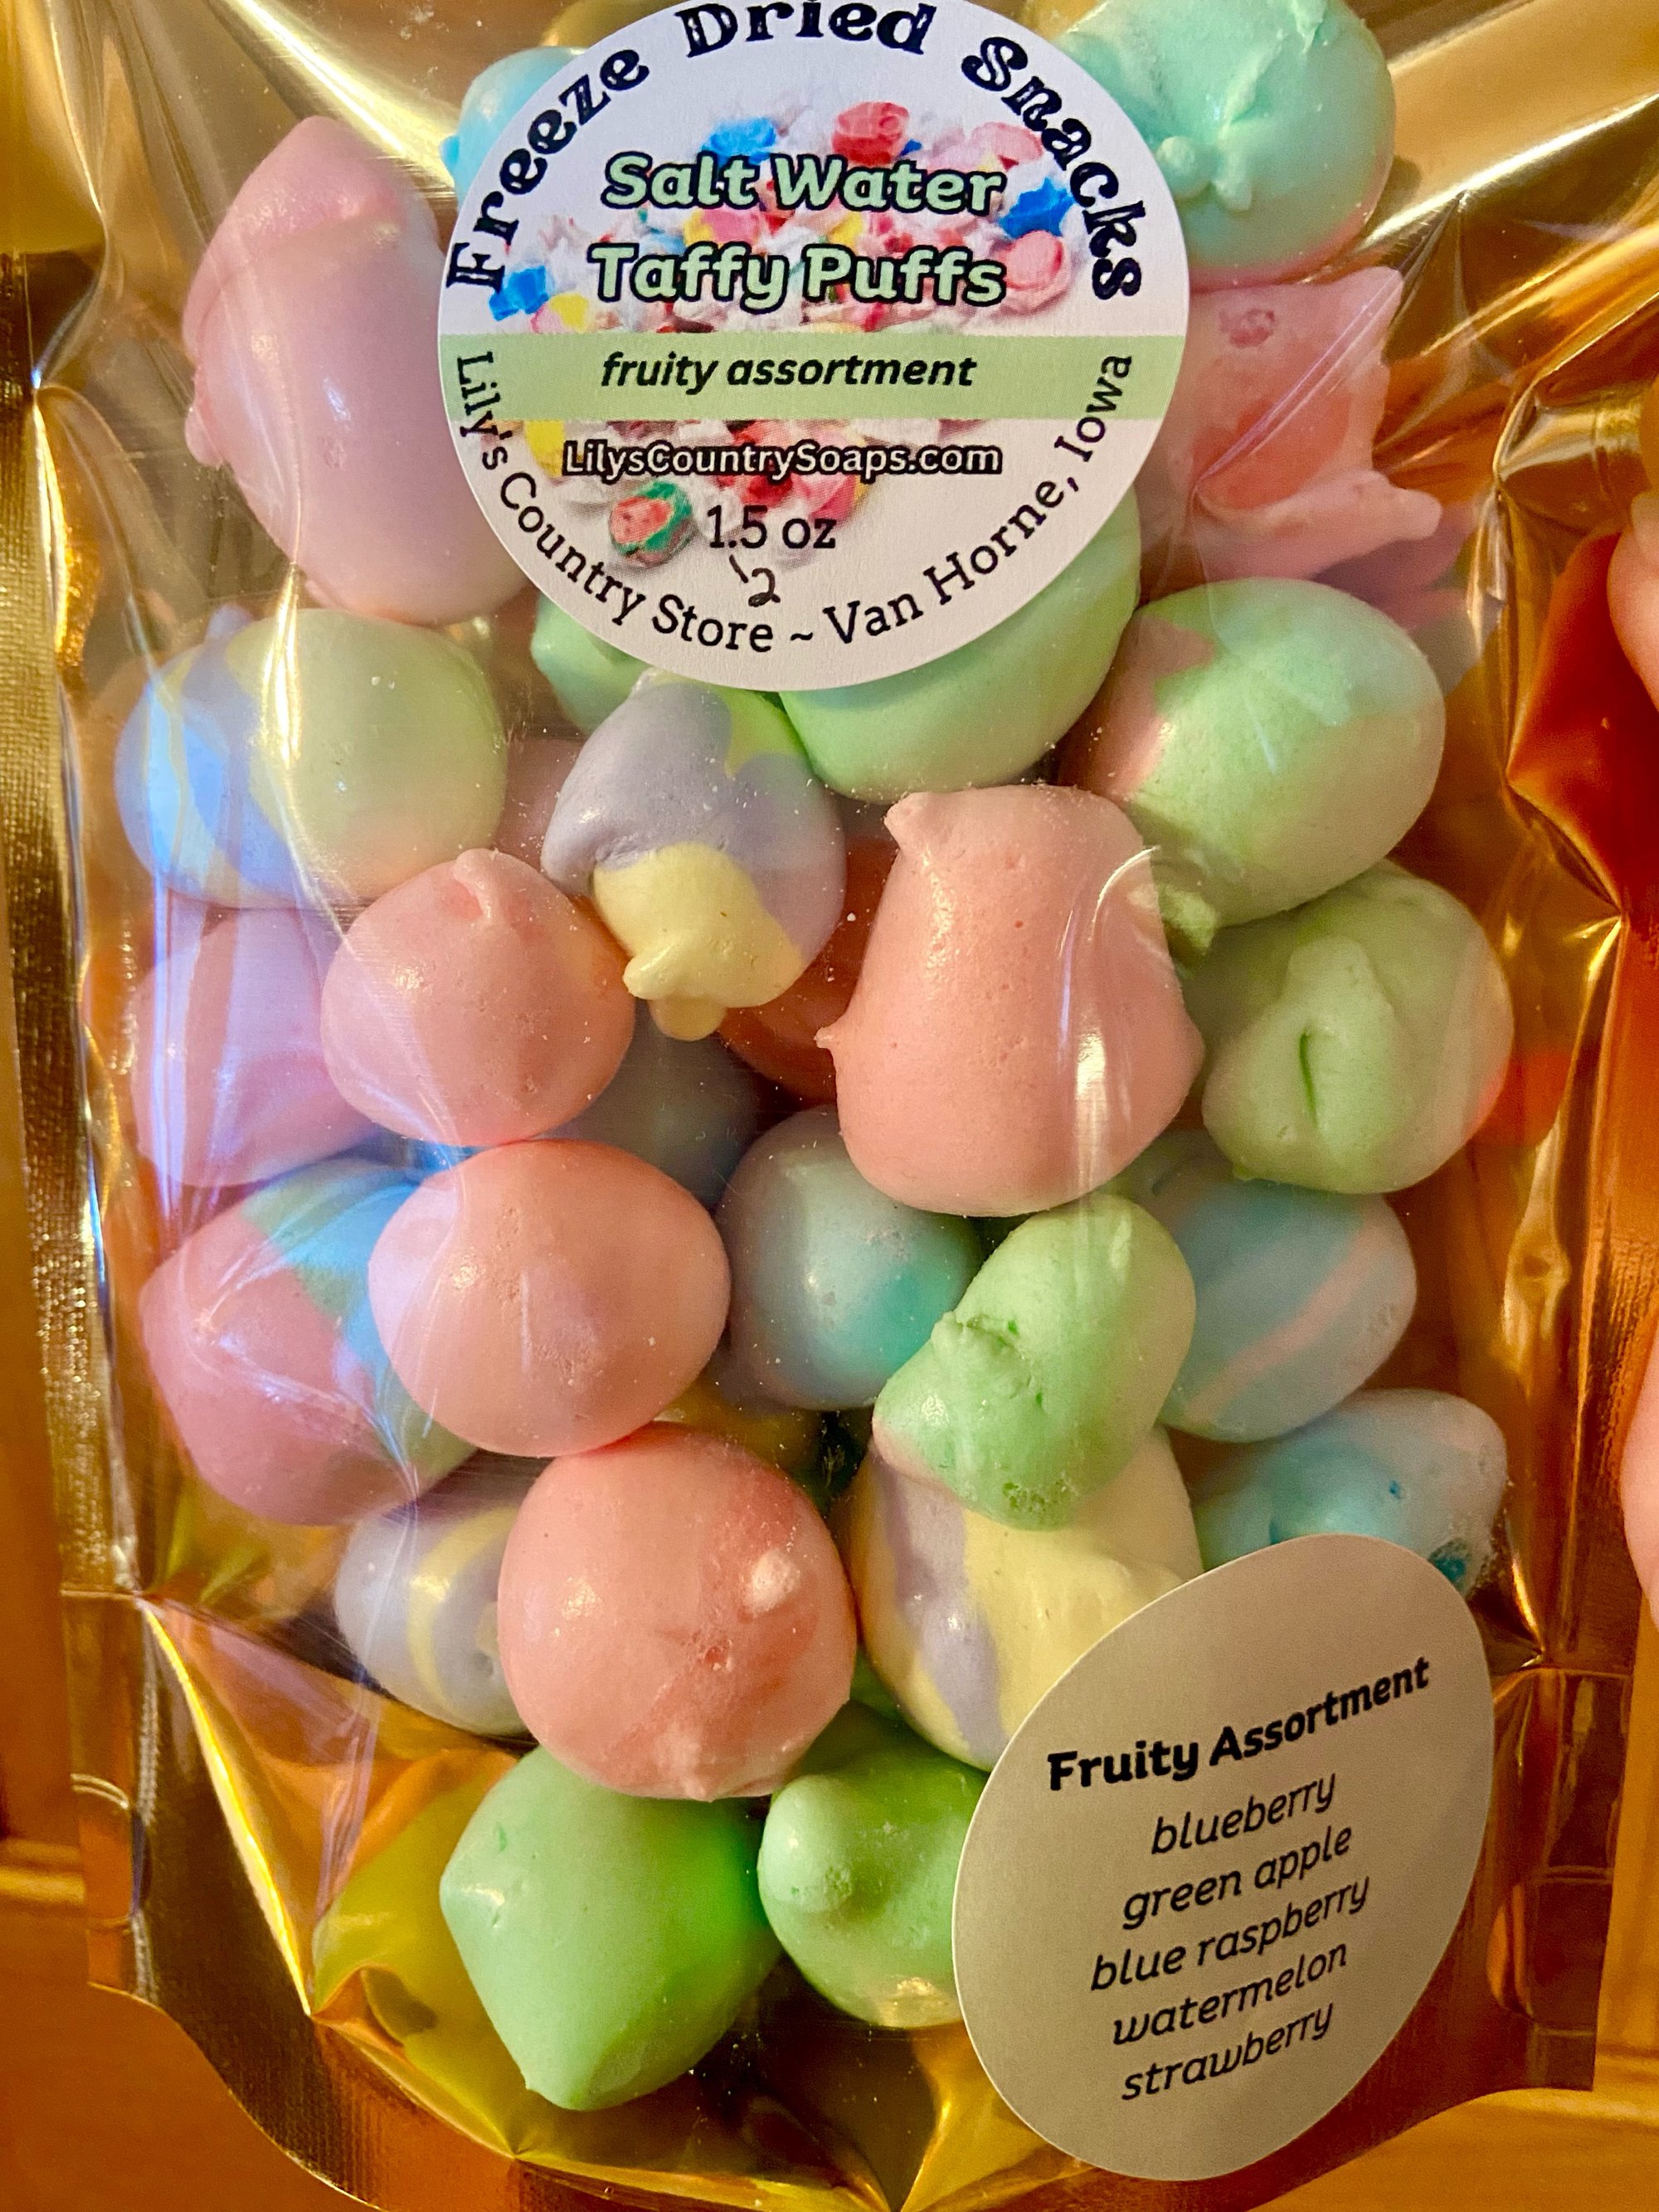 Freeze Dried Snacks
Salt Water
Taffy Puffs
fruity assortment
LilysCountrySoaps.com
1.5 oz
-2
Lily's Country Store ~ Van Horne, Iowa
Fruity Assortment
blueberry
green apple
blue raspberry
watermelon
strawberry